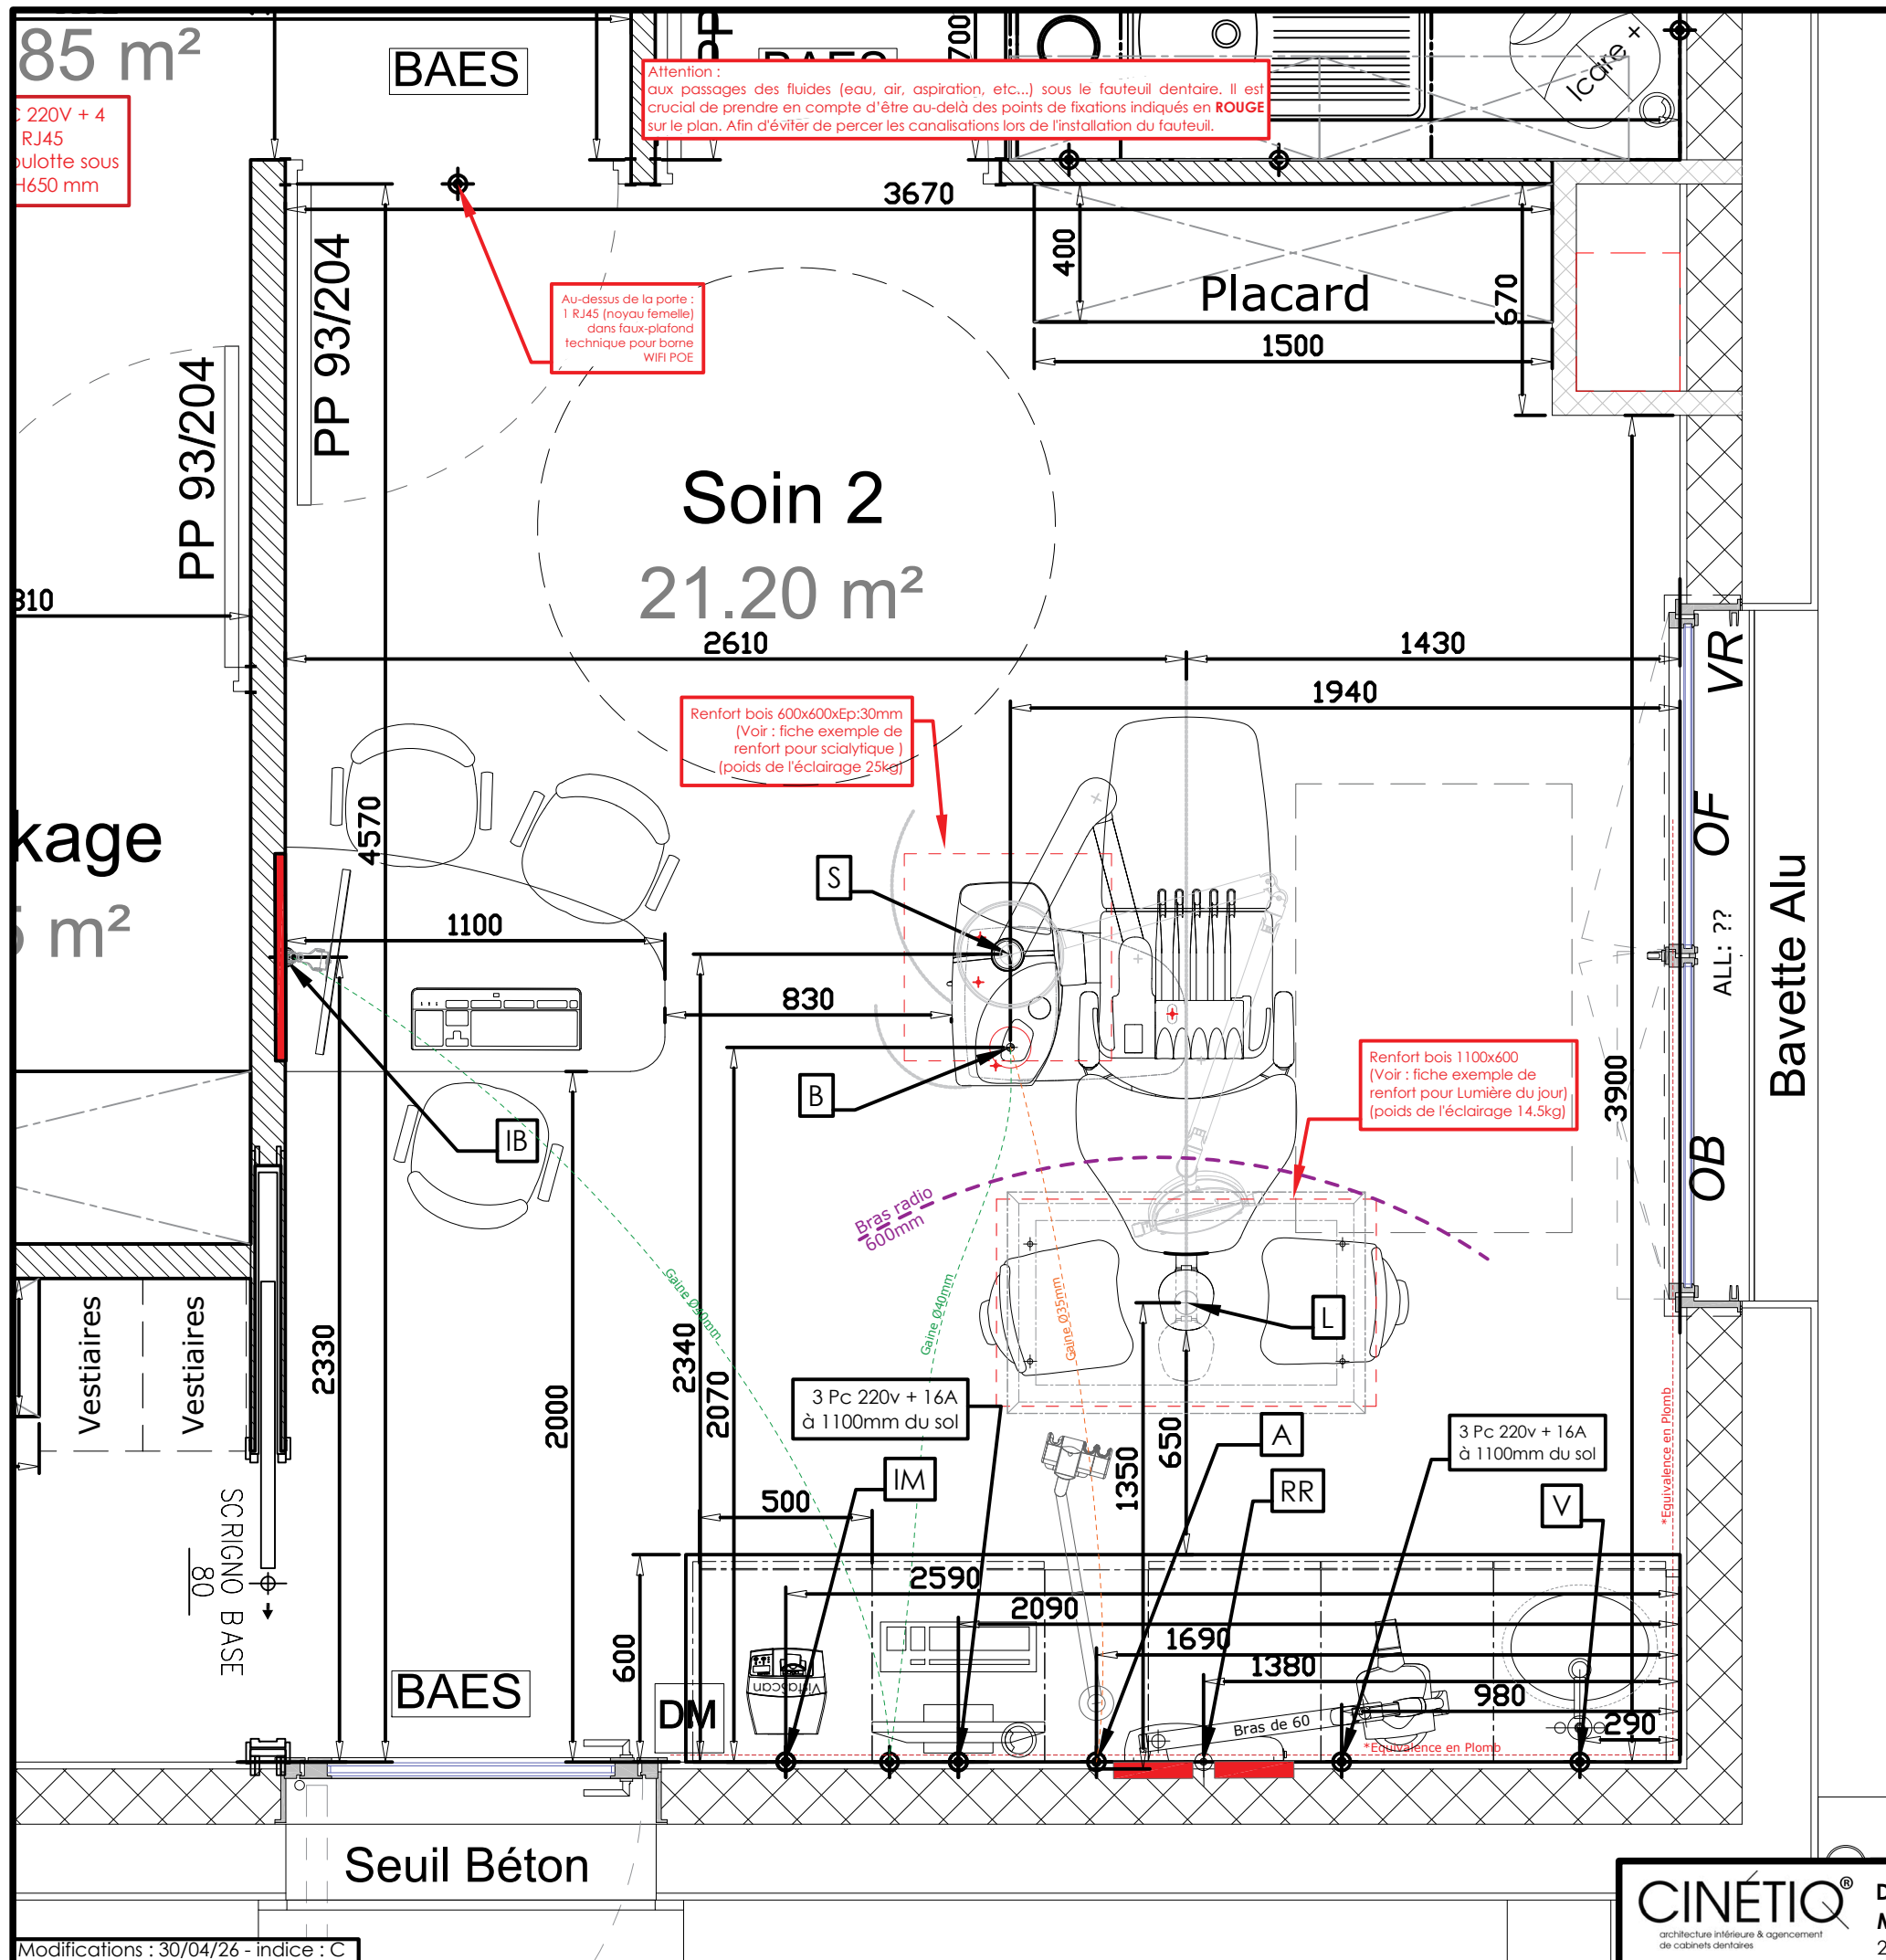 85 m²
BAES
700
Icare +
Attention :
aux passages des fluides (eau, air, aspiration, etc...) sous le fauteuil dentaire. Il est
crucial de prendre en compte d'être au-delà des points de fixations indiqués en ROUGE
sur le plan. Afin d'éviter de percer les canalisations lors de l'installation du fauteuil.
220V + 4
RJ45
oulotte sous
H650 mm
3670
PP 93/204
PP 93/204
400
Placard
670
1500
Au-dessus de la porte :
1 RJ45 (noyau femelle)
dans faux-plafond
technique pour borne
WIFI POE
Soin 2
21.20 m²
310
2610
1430
1940
VR
OF
OB
ALL: ??
Bavette Alu
Renfort bois 600x600xEp:30mm
(Voir : fiche exemple de
renfort pour scialytique )
(poids de l'éclairage 25kg)
4570
kage
m²
S
1100
830
B
IB
Renfort bois 1100x600
(Voir : fiche exemple de
renfort pour Lumière du jour)
(poids de l'éclairage 14.5kg)
3900
Bras radio
600mm
Gaine Ø40mm
Gaine Ø35mm
L
Vestiaires
Vestiaires
2330
2000
2340
2070
3 Pc 220v + 16A
à 1100mm du sol
1350
650
A
3 Pc 220v + 16A
à 1100mm du sol
*Equivalence en Plomb
IM
RR
V
500
SCRIGNO BASE
80
600
2590
2090
1690
1380
980
290
BAES
DM
VistaScan
Bras de 60
*Equivalence en Plomb
Seuil Béton
CINÉTIQ®
architecture intérieure & agencement
de cabinets dentaires
Modifications : 30/04/26 - indice : C